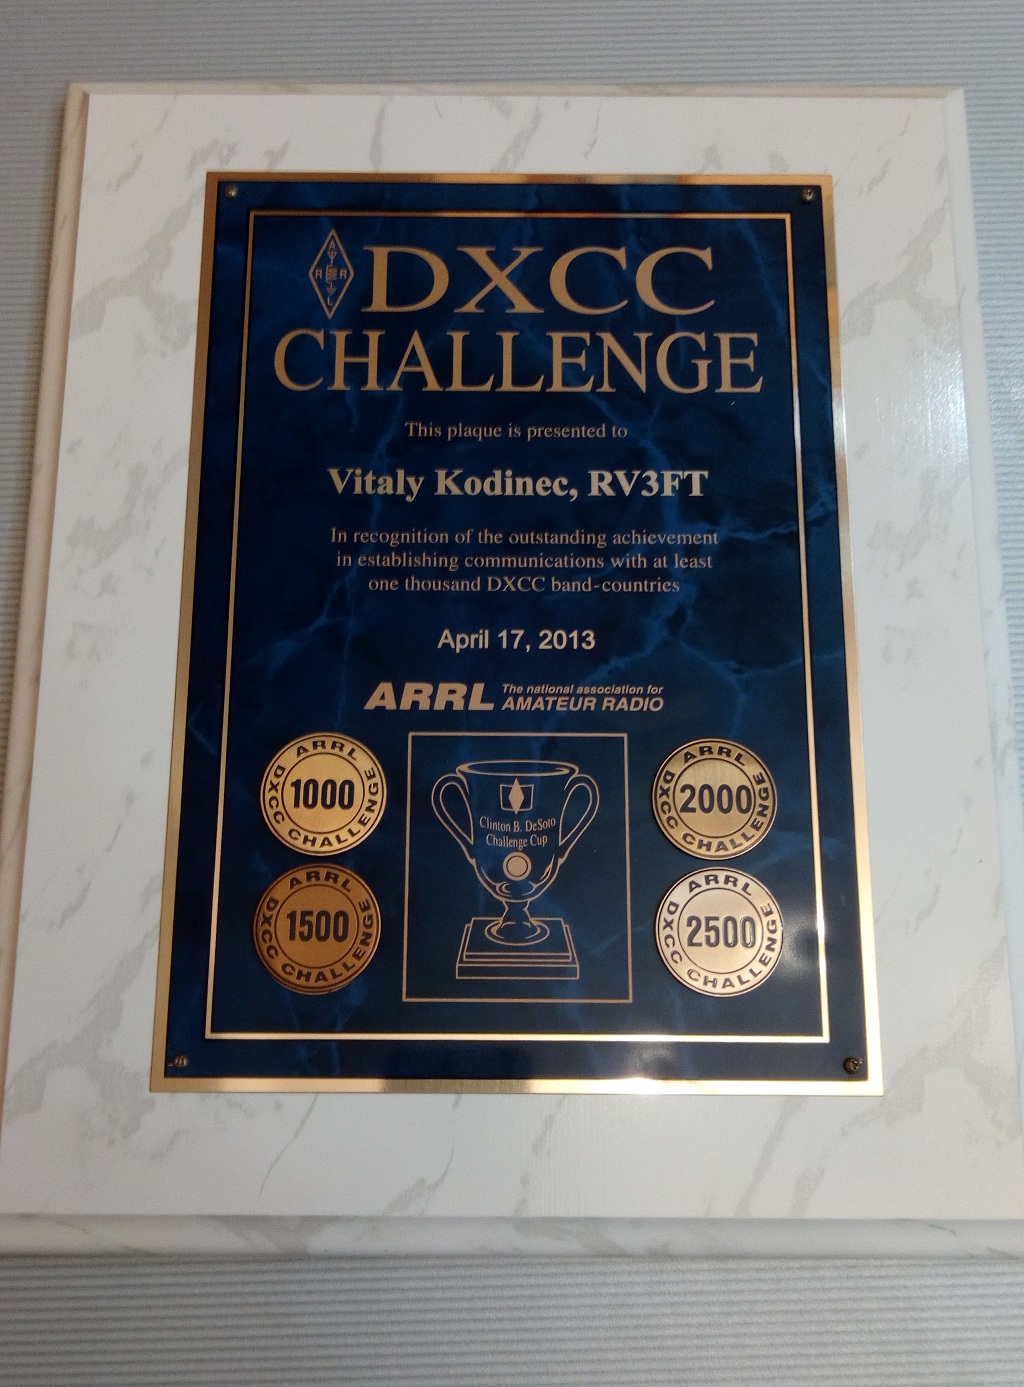 ARRL
DXCC
CHALLENGE
This plaque is presented to
Vitaly Kodinec, RV3FT
In recognition of the outstanding achievement
in establishing communications with at least
one thousand DXCC band-countries
April 17, 2013
ARRL The national association for
AMATEUR RADIO
ARRL
1000
DXCC CHALLENGE
Clinton B. DeSoto
Challenge Cup
ARRL
2000
DXCC CHALLENGE
ARRL
1500
DXCC CHALLENGE
ARRL
2500
DXCC CHALLENGE